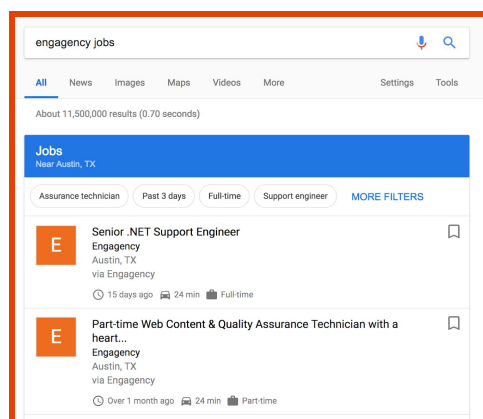 engagency jobs
All News Images Maps Videos More Settings Tools
About 11,500,000 results (0.70 seconds)
Jobs
Near Austin, TX
Assurance technician Past 3 days Full-time Support engineer MORE FILTERS
E
Senior .NET Support Engineer
Engagency
Austin, TX
via Engagency
15 days ago 24 min Full-time
E
Part-time Web Content & Quality Assurance Technician with a
heart...
Engagency
Austin, TX
via Engagency
Over 1 month ago 24 min Part-time